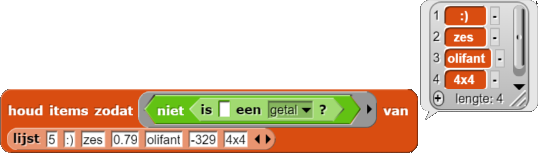 1 :) -
2 zes -
3 olifant -
4 4x4 -
+ lengte: 4
houd items zodat niet is een getal ? van
lijst 5 :) zes 0.79 olifant -329 4x4